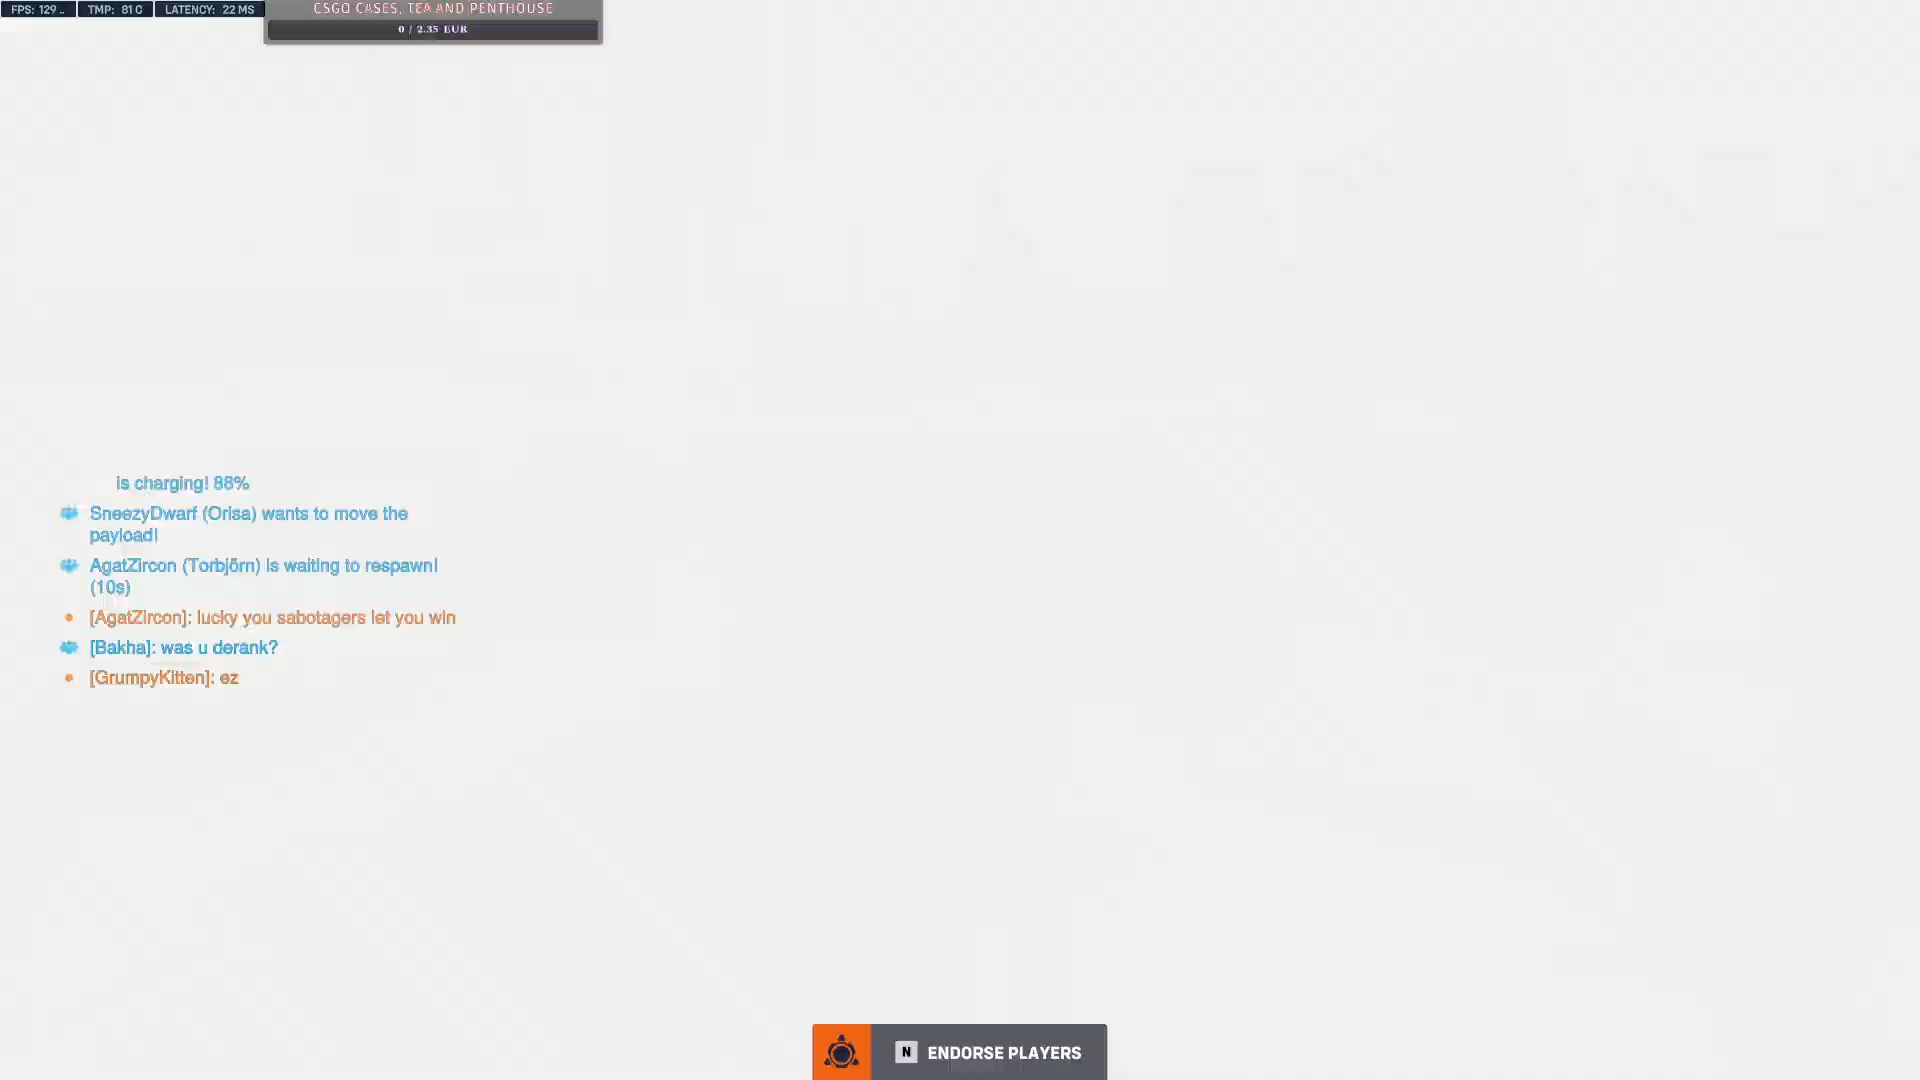 FPS: 129 .. TMP: 81 C LATENCY: 22 MS
CSGO CASES, TEA AND PENTHOUSE
0 / 2.35 EUR
is charging! 88%
SneezyDwarf (Orisa) wants to move the
payload!
AgatZircon (Torbjörn) is waiting to respawn!
(10s)
[AgatZircon]: lucky you sabotagers let you win
[Bakha]: was u derank?
[GrumpyKitten]: ez
N ENDORSE PLAYERS